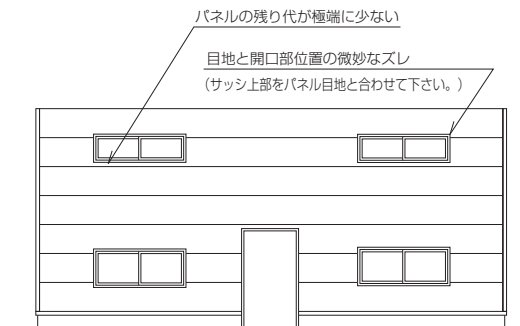 パネルの残り代が極端に少ない
目地と開口部位置の微妙なズレ
（サッシ上部をパネル目地と合わせて下さい。）